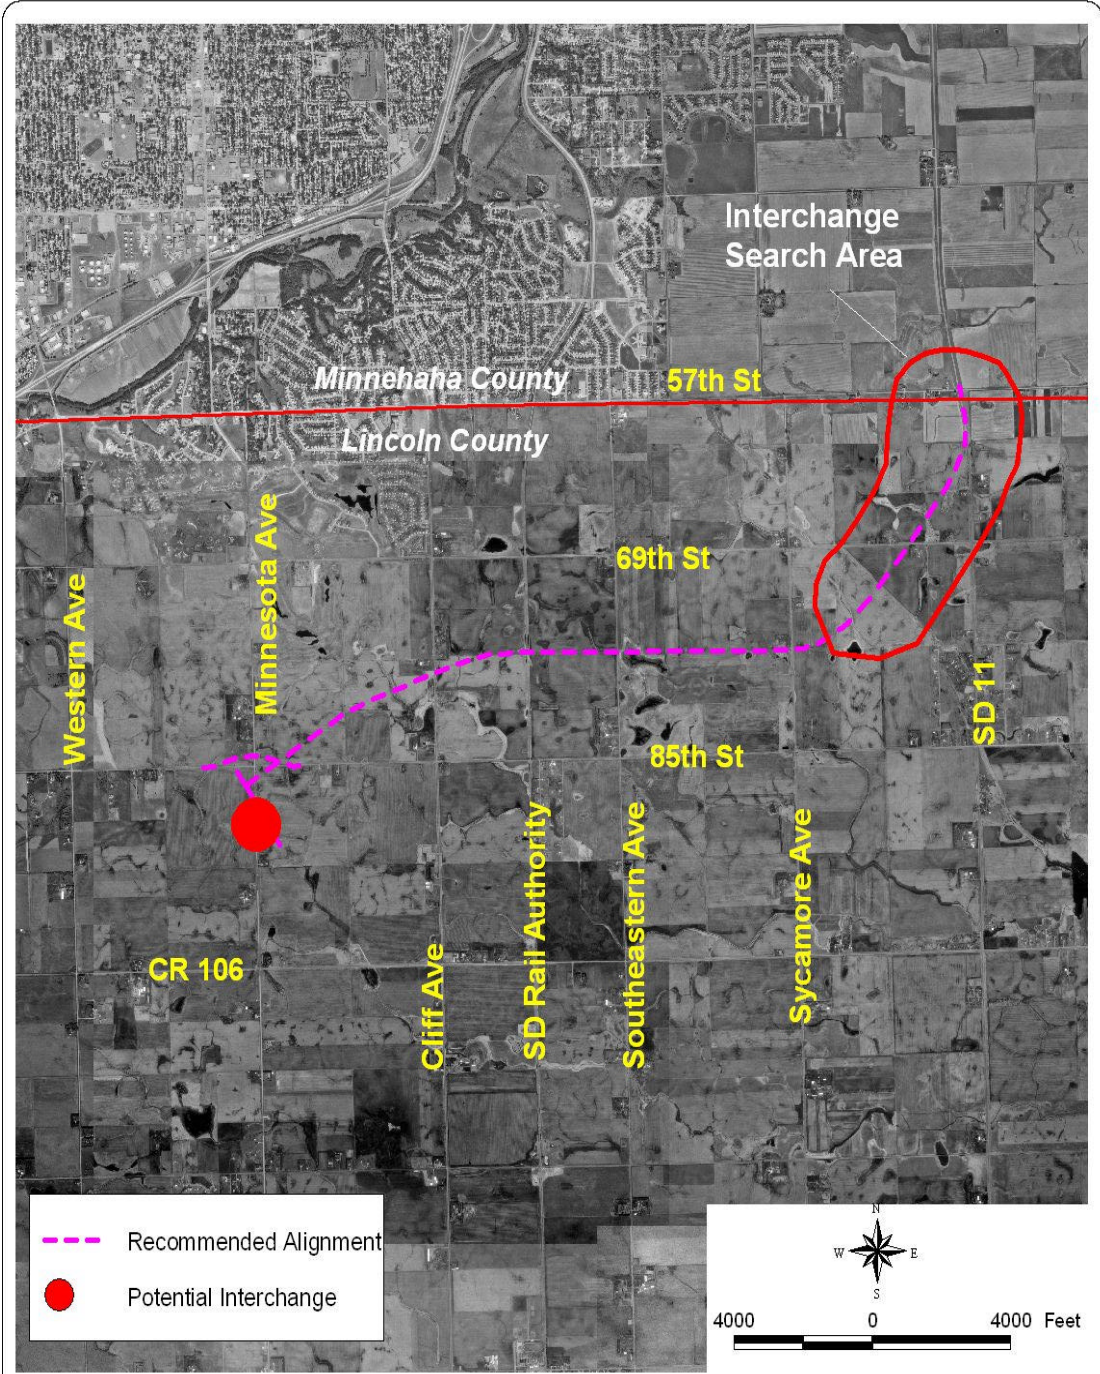 Interchange
Search Area
Minnehaha County
57th St
Lincoln County
Minnesota Ave
69th St
Western Ave
SD 11
85th St
SD Rail Authority
Southeastern Ave
Sycamore Ave
Cliff Ave
CR 106
Recommended Alignment
Potential Interchange
N
W
E
S
4000 0 4000 Feet